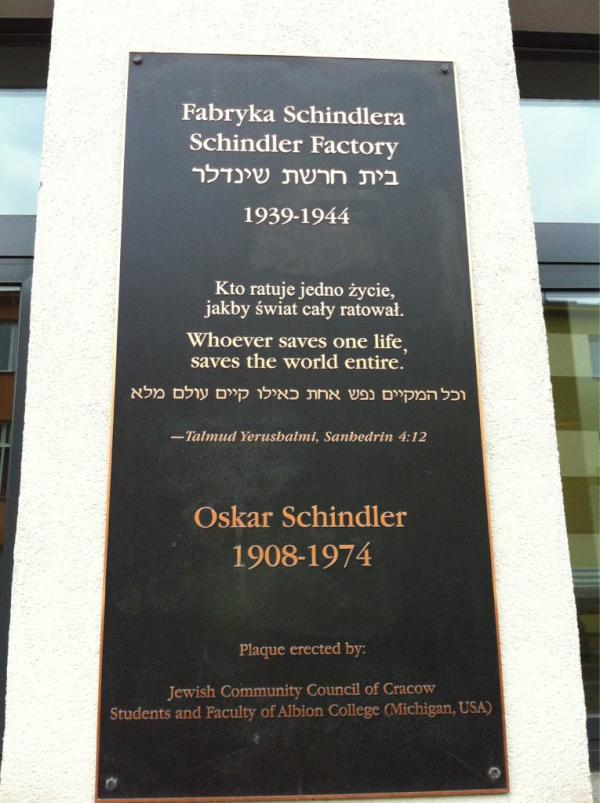 Fabryka Schindlera
Schindler Factory
בית חרשת שינדלר
1939-1944
Kto ratuje jedno życie,
jakby świat cały ratował.
Whoever saves one life,
saves the world entire.
וכל המקיים נפש אחת כאילו קיים עולם מלא
—Talmud Yerushalmi, Sanhedrin 4:12
Oskar Schindler
1908-1974
Plaque erected by:
Jewish Community Council of Cracow
Students and Faculty of Albion College (Michigan, USA)